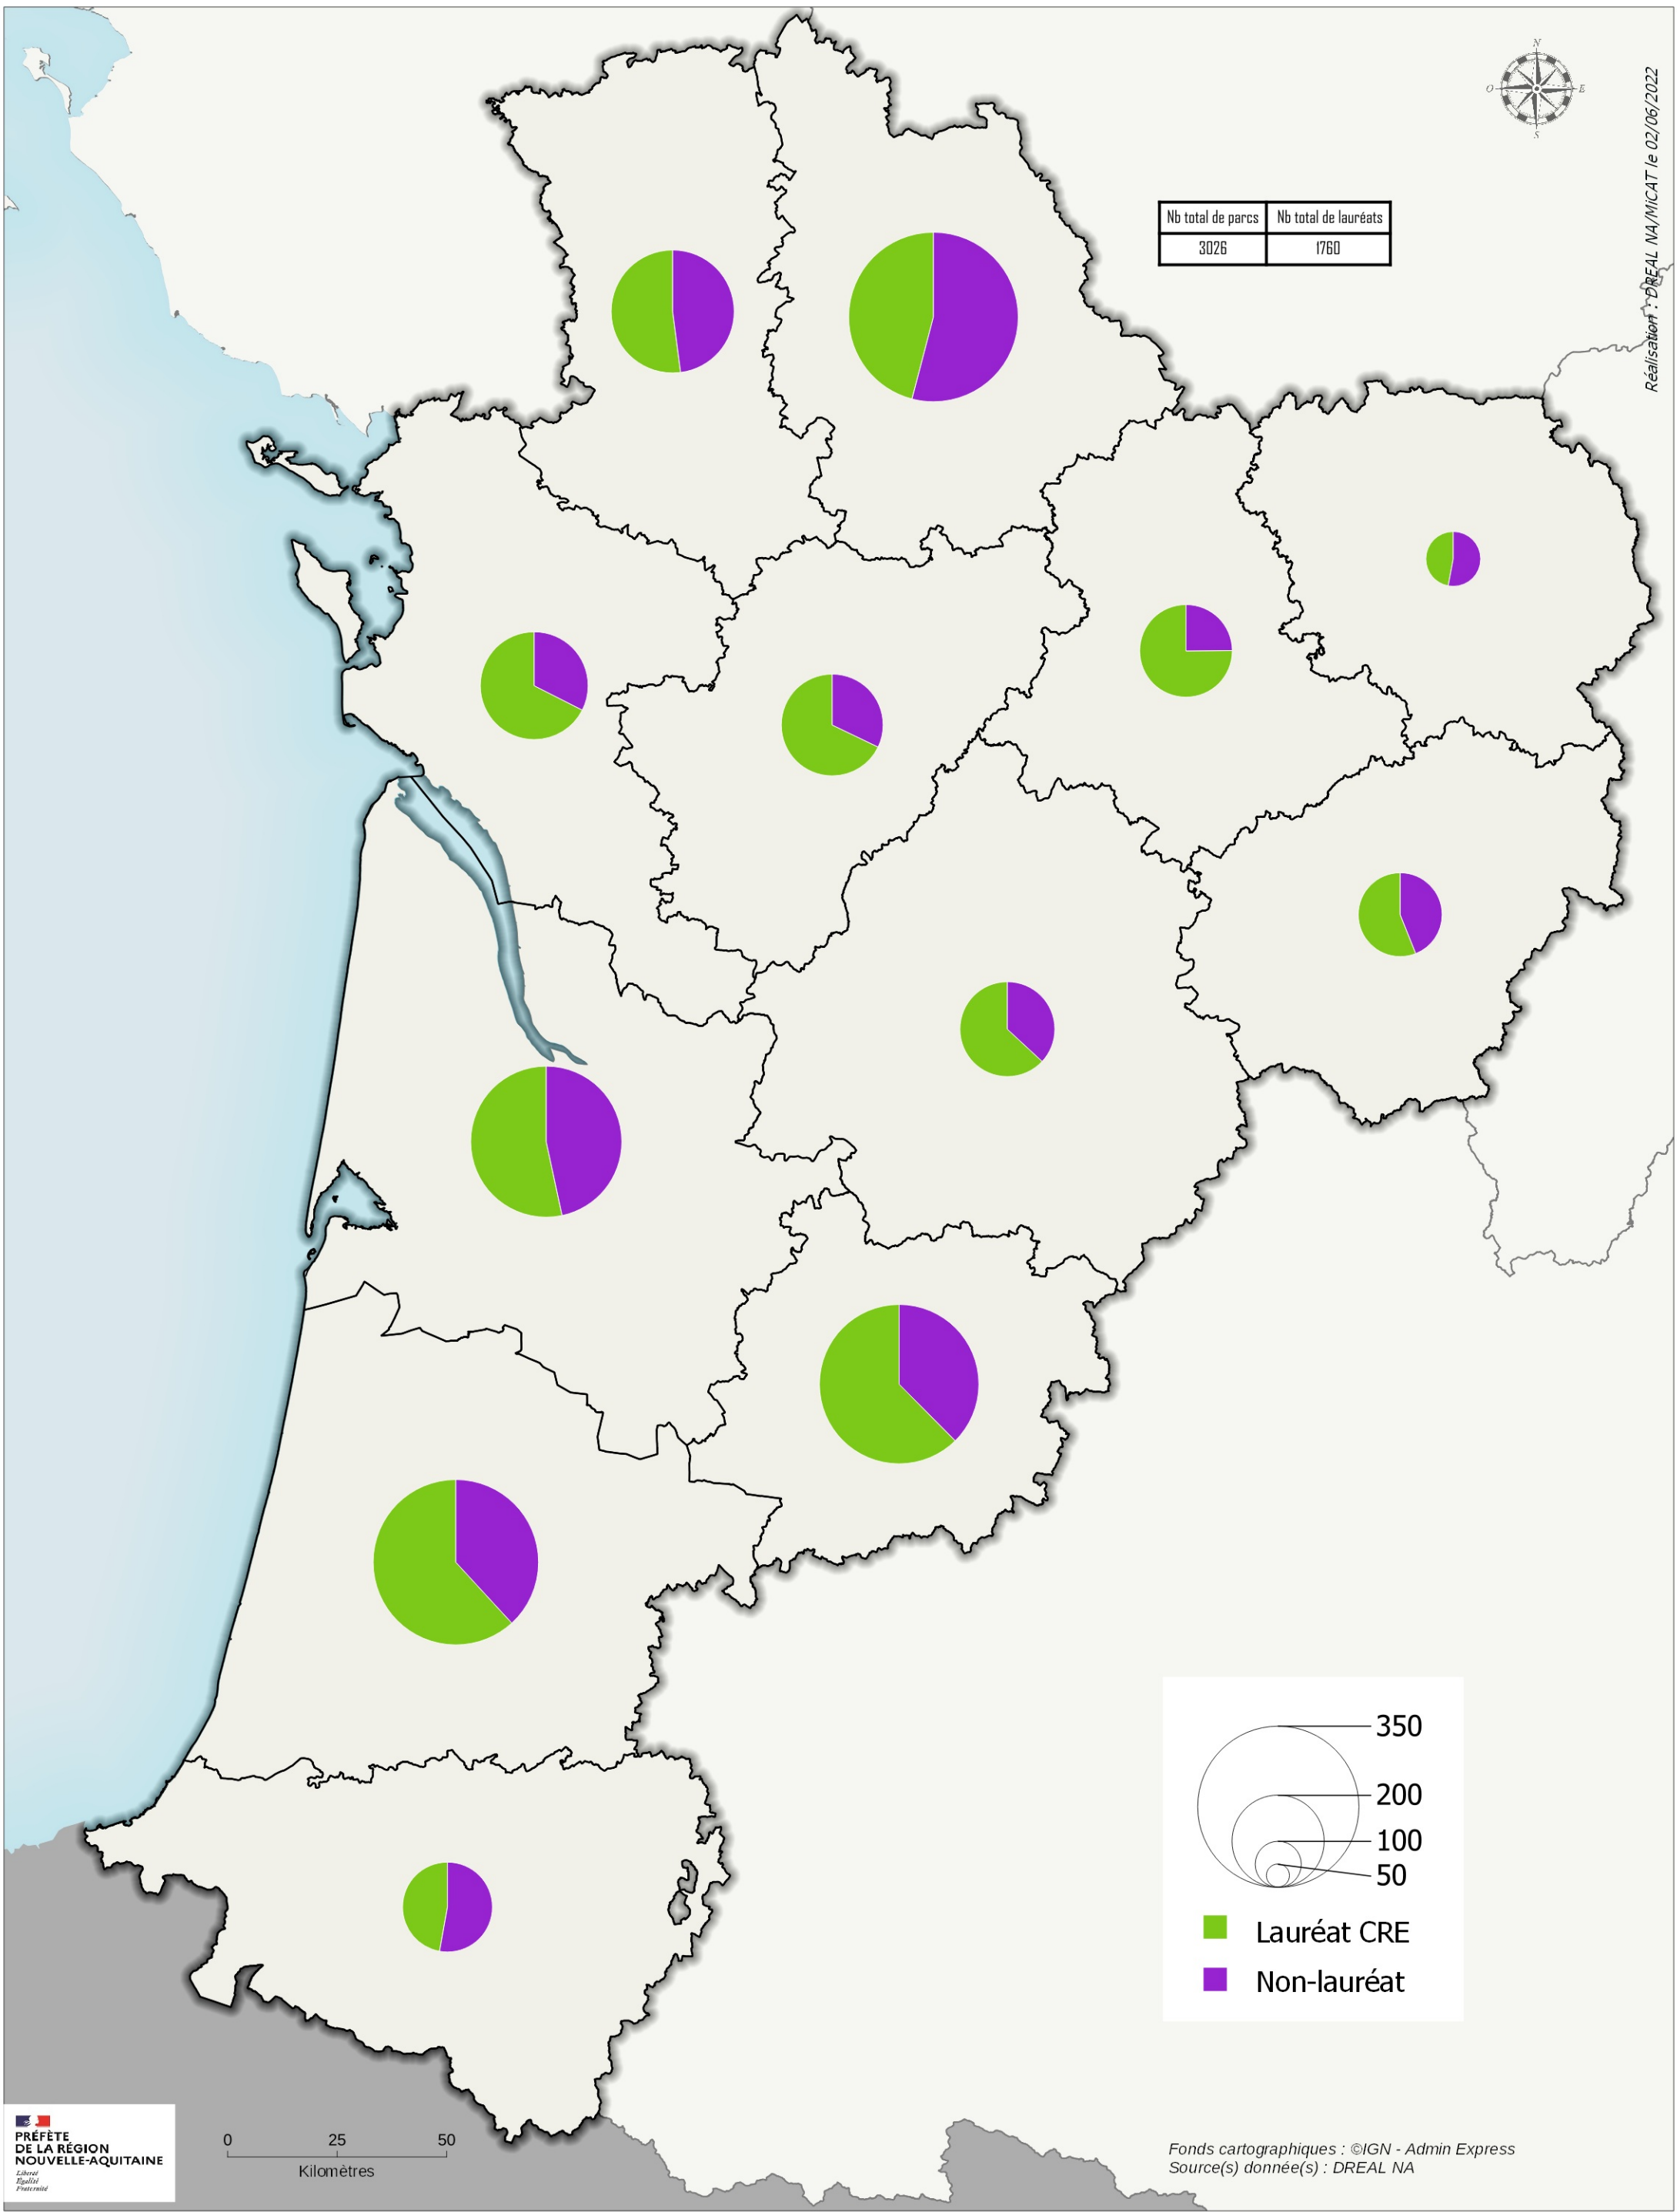 N
O
E
S
Réalisation : DREAL NA/MiCAT le 02/06/2022
Nb total de parcs Nb total de lauréats
3026 1760
350
200
100
50
Lauréat CRE
Non-lauréat
PRÉFÈTE
DE LA RÉGION
NOUVELLE-AQUITAINE
Liberté
Égalité
Fraternité
0 25 50
Kilomètres
Fonds cartographiques : ©IGN - Admin Express
Source(s) donnée(s) : DREAL NA